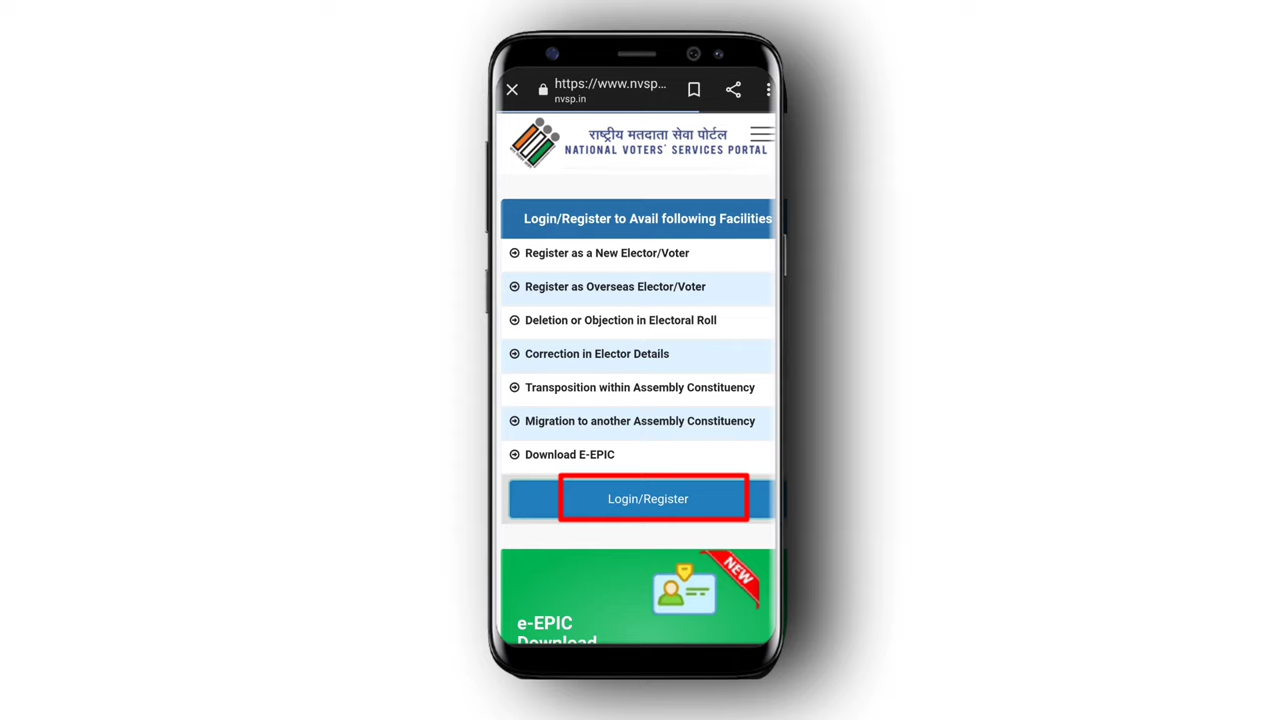 https://www.nvsp...
nvsp.in
राष्ट्रीय मतदाता सेवा पोर्टल
NATIONAL VOTERS' SERVICES PORTAL
Login/Register to Avail following Facilities
Register as a New Elector/Voter
Register as Overseas Elector/Voter
Deletion or Objection in Electoral Roll
Correction in Elector Details
Transposition within Assembly Constituency
Migration to another Assembly Constituency
Download E-EPIC
Login/Register
NEW
e-EPIC
Download